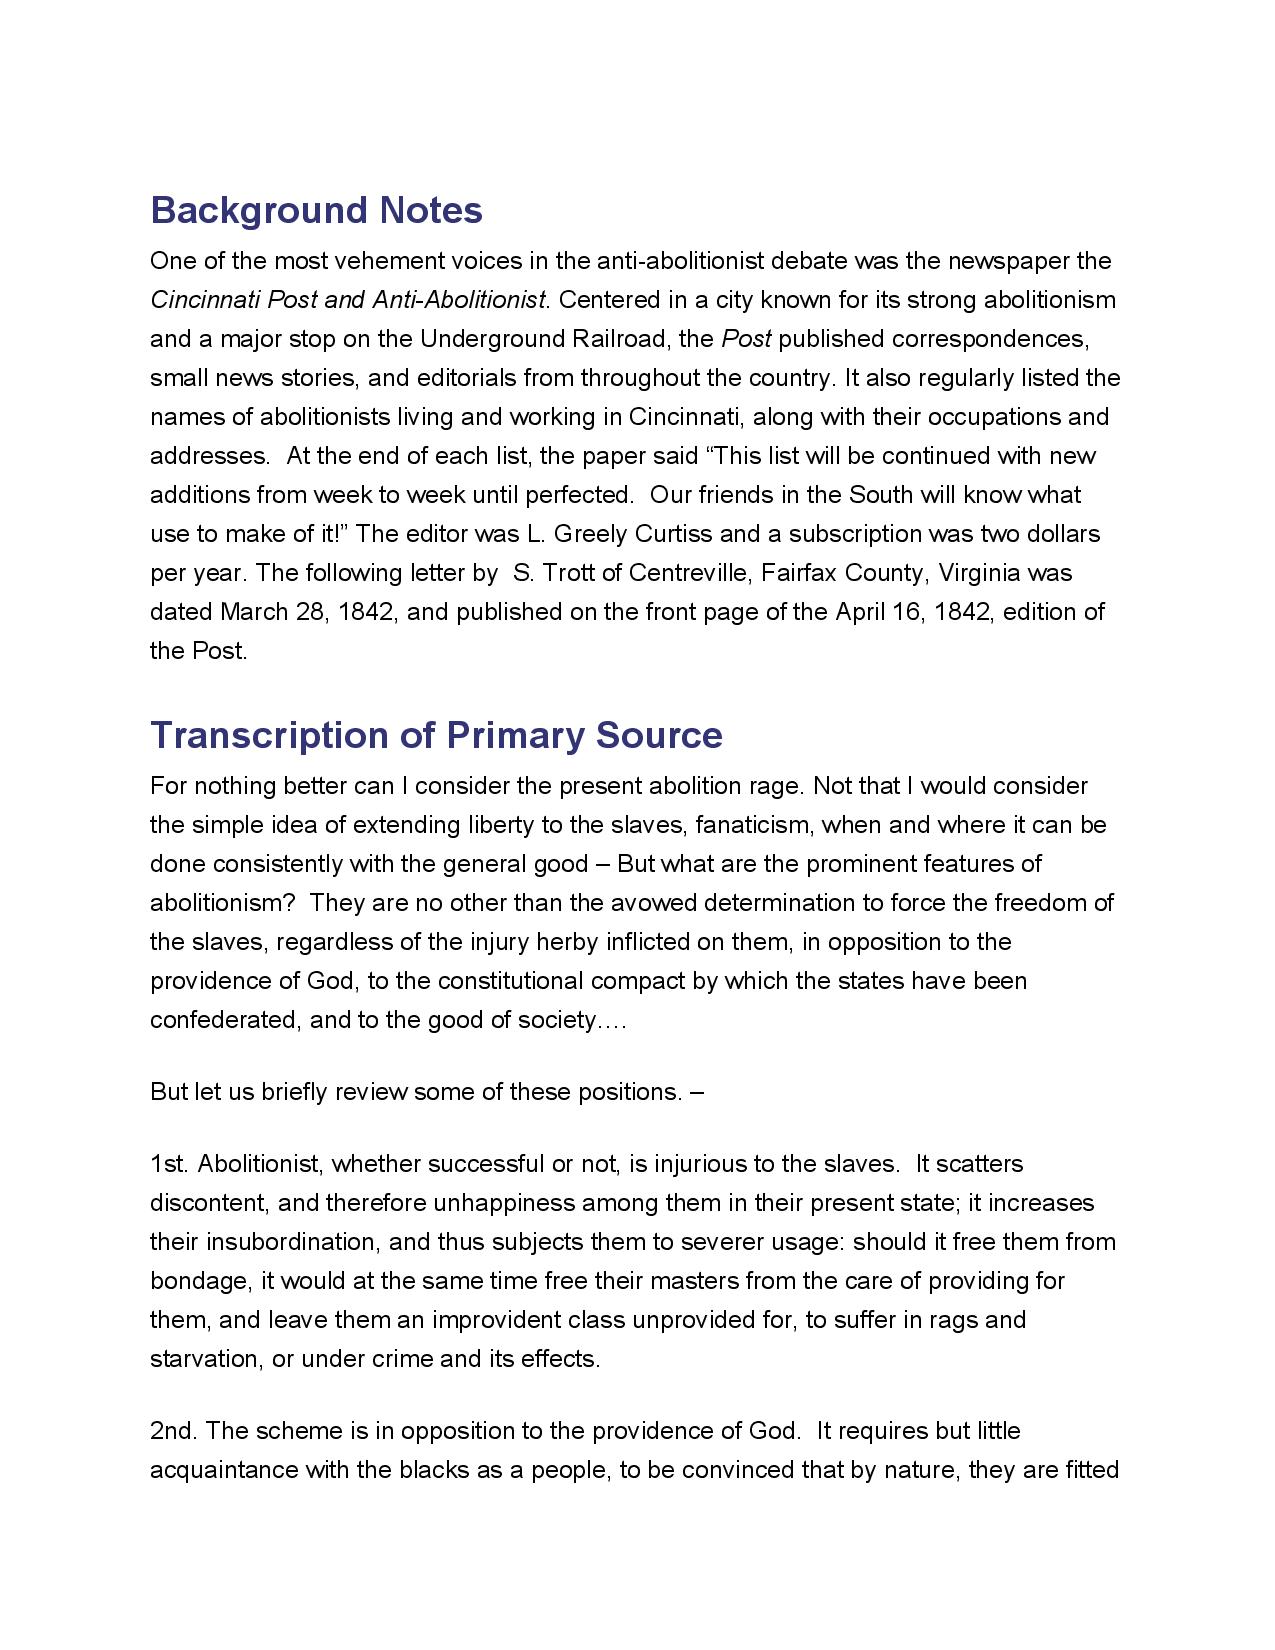 Background Notes
One of the most vehement voices in the anti-abolitionist debate was the newspaper the
Cincinnati Post and Anti-Abolitionist. Centered in a city known for its strong abolitionism
and a major stop on the Underground Railroad, the Post published correspondences,
small news stories, and editorials from throughout the country. It also regularly listed the
names of abolitionists living and working in Cincinnati, along with their occupations and
addresses.  At the end of each list, the paper said “This list will be continued with new
additions from week to week until perfected.  Our friends in the South will know what
use to make of it!” The editor was L. Greely Curtiss and a subscription was two dollars
per year. The following letter by  S. Trott of Centreville, Fairfax County, Virginia was
dated March 28, 1842, and published on the front page of the April 16, 1842, edition of
the Post.
Transcription of Primary Source
For nothing better can I consider the present abolition rage. Not that I would consider
the simple idea of extending liberty to the slaves, fanaticism, when and where it can be
done consistently with the general good – But what are the prominent features of
abolitionism?  They are no other than the avowed determination to force the freedom of
the slaves, regardless of the injury herby inflicted on them, in opposition to the
providence of God, to the constitutional compact by which the states have been
confederated, and to the good of society….
But let us briefly review some of these positions. –
1st. Abolitionist, whether successful or not, is injurious to the slaves.  It scatters
discontent, and therefore unhappiness among them in their present state; it increases
their insubordination, and thus subjects them to severer usage: should it free them from
bondage, it would at the same time free their masters from the care of providing for
them, and leave them an improvident class unprovided for, to suffer in rags and
starvation, or under crime and its effects.
2nd. The scheme is in opposition to the providence of God.  It requires but little
acquaintance with the blacks as a people, to be convinced that by nature, they are fitted